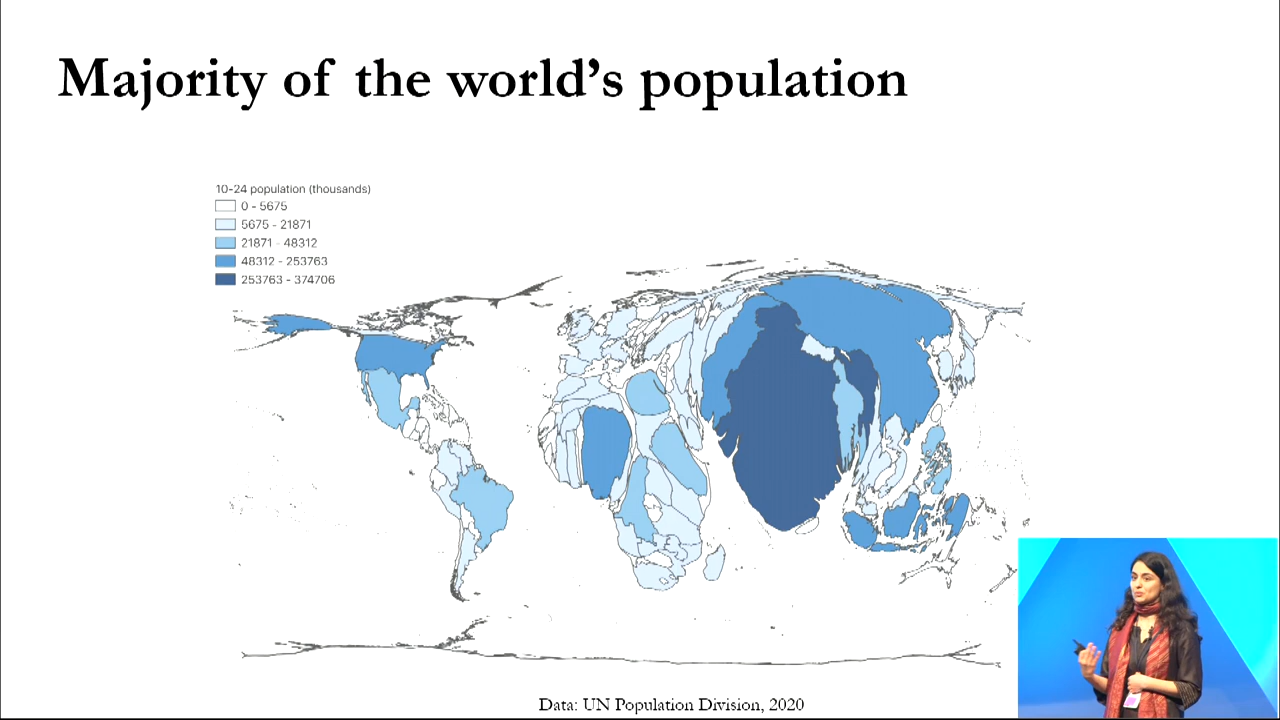 Majority of the world’s population
10-24 population (thousands)
0 - 5675
5675 - 21871
21871 - 48312
48312 - 253763
253763 - 374706
Data: UN Population Division, 2020